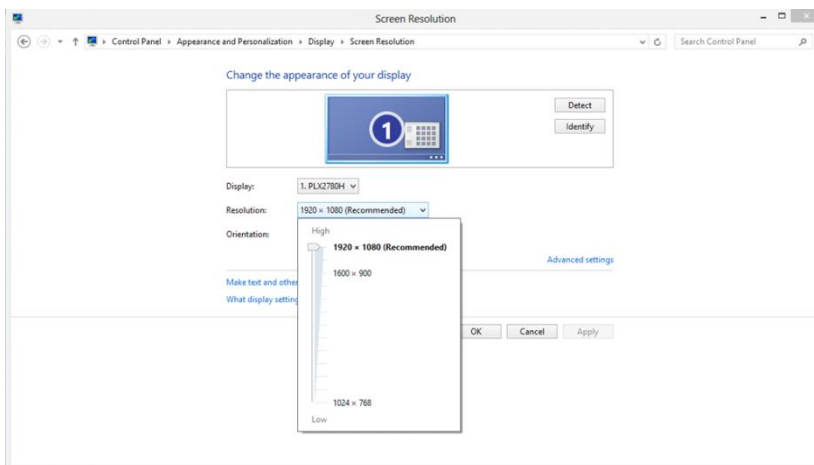 Screen Resolution
Control Panel Appearance and Personalization Display Screen Resolution
Search Control Panel
Change the appearance of your display
1
Detect
Identify
Display: 1. PLX2780H
Resolution: 1920 × 1080 (Recommended)
Orientation:
High
1920 × 1080 (Recommended)
1600 × 900
1024 × 768
Low
Advanced settings
Make text and other
What display setting
OK Cancel Apply